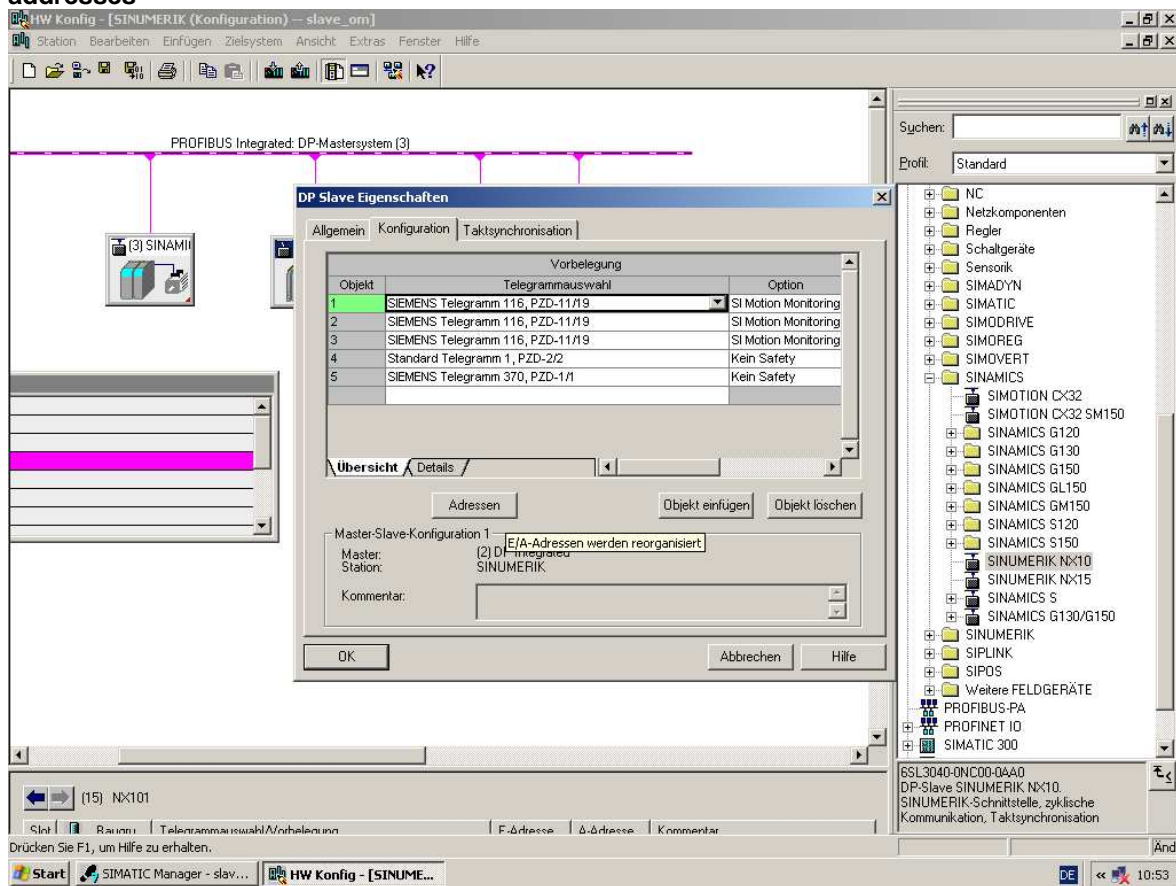 addresses
HW Konfig - [SINUMERIK (Konfiguration) -- slave_om]
Station Bearbeiten Einfügen Zielsystem Ansicht Extras Fenster Hilfe
PROFIBUS Integrated: DP-Mastersystem (3)
(3) SINAMI
DP Slave Eigenschaften
Allgemein Konfiguration Taktsynchronisation
Vorbelegung
Objekt Telegrammauswahl Option
1 SIEMENS Telegramm 116, PZD-11/19 SI Motion Monitoring
2 SIEMENS Telegramm 116, PZD-11/19 SI Motion Monitoring
3 SIEMENS Telegramm 116, PZD-11/19 SI Motion Monitoring
4 Standard Telegramm 1, PZD-2/2 Kein Safety
5 SIEMENS Telegramm 370, PZD-1/1 Kein Safety
Übersicht Details
Adressen Objekt einfügen Objekt löschen
Master-Slave-Konfiguration 1
E/A-Adressen werden reorganisiert
Master: (2) DP Integrated
Station: SINUMERIK
Kommentar:
OK Abbrechen Hilfe
Suchen:
Profil: Standard
NC
Netzkomponenten
Regler
Schaltgeräte
Sensorik
SIMADYN
SIMATIC
SIMODRIVE
SIMOREG
SIMOVERT
SINAMICS
SIMOTION CX32
SIMOTION CX32 SM150
SINAMICS G120
SINAMICS G130
SINAMICS G150
SINAMICS GL150
SINAMICS GM150
SINAMICS S120
SINAMICS S150
SINUMERIK NX10
SINUMERIK NX15
SINAMICS S
SINAMICS G130/G150
SINUMERIK
SIPLINK
SIPOS
Weitere FELDGERÄTE
PROFIBUS-PA
PROFINET IO
SIMATIC 300
6SL3040-0NC00-0AA0
DP-Slave SINUMERIK NX10.
SINUMERIK-Schnittstelle, zyklische
Kommunikation, Taktsynchronisation
(15) NX101
Slot Baugru Telegrammauswahl/Vorbelegung E-Adresse A-Adresse Kommentar
Drücken Sie F1, um Hilfe zu erhalten. Änd
Start SIMATIC Manager - slav... HW Konfig - [SINUME... DE « 10:53